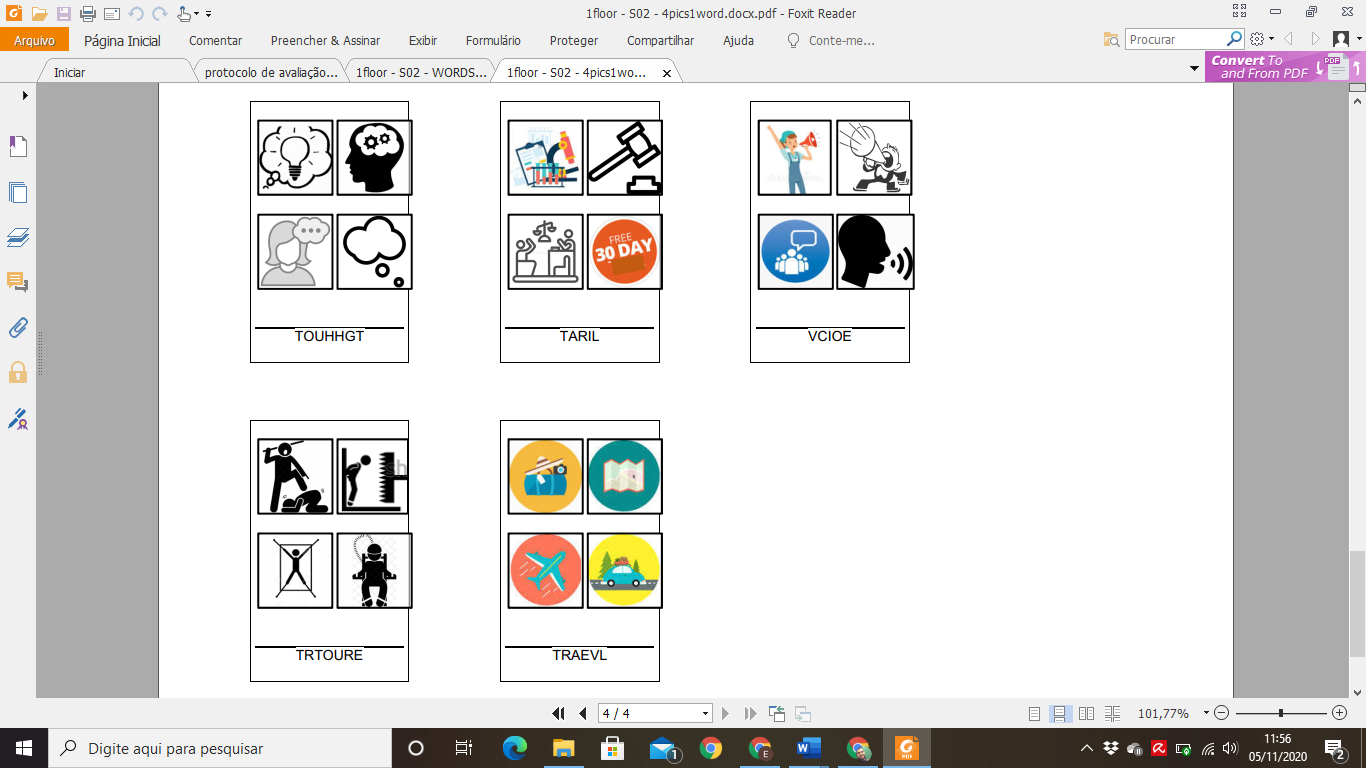 1floor - S02 - 4pics1word.docx.pdf - Foxit Reader
Arquivo Página Inicial Comentar Preencher & Assinar Exibir Formulário Proteger Compartilhar Ajuda Conte-me... Procurar
Iniciar protocolo de avaliação... 1floor - S02 - WORDS... 1floor - S02 - 4pics1wo... Convert To
and From PDF PDF
FREE
30 DAY
TOUHHGT TARIL VCIOE
TRTOURE TRAEVL
4 / 4 101,77%
Digite aqui para pesquisar 11:56
05/11/2020